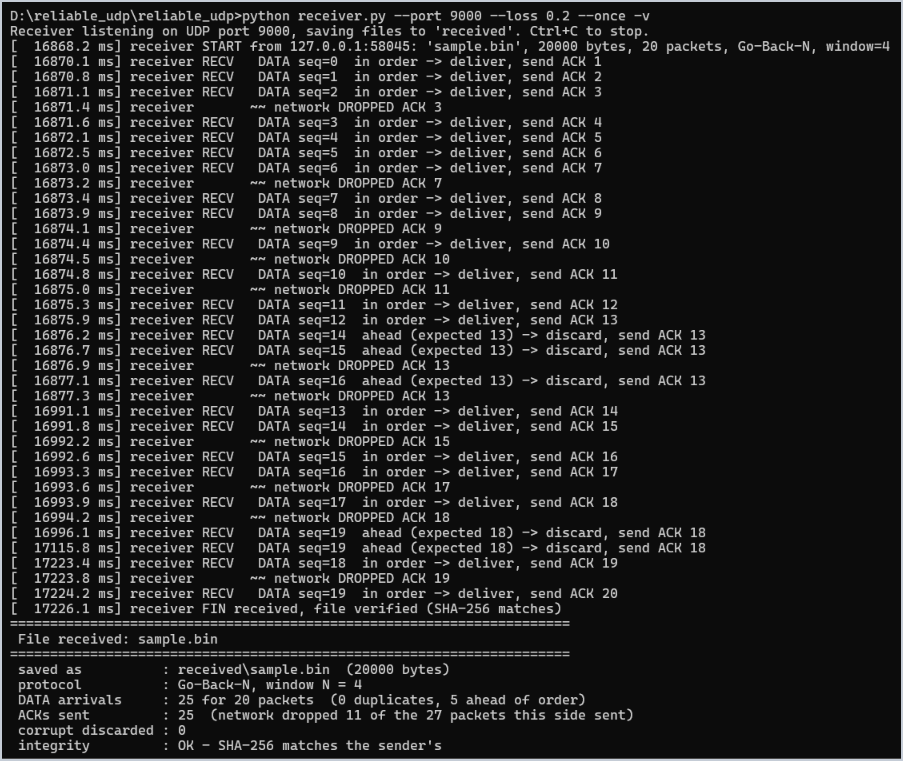 D:\reliable_udp\reliable_udp>python receiver.py --port 9000 --loss 0.2 --once -v
Receiver listening on UDP port 9000, saving files to 'received'. Ctrl+C to stop.
[  16868.2 ms] receiver START from 127.0.0.1:58045: 'sample.bin', 20000 bytes, 20 packets, Go-Back-N, window=4
[  16870.1 ms] receiver RECV   DATA seq=0  in order -> deliver, send ACK 1
[  16870.8 ms] receiver RECV   DATA seq=1  in order -> deliver, send ACK 2
[  16871.1 ms] receiver RECV   DATA seq=2  in order -> deliver, send ACK 3
[  16871.4 ms] receiver       ~~ network DROPPED ACK 3
[  16871.6 ms] receiver RECV   DATA seq=3  in order -> deliver, send ACK 4
[  16872.1 ms] receiver RECV   DATA seq=4  in order -> deliver, send ACK 5
[  16872.5 ms] receiver RECV   DATA seq=5  in order -> deliver, send ACK 6
[  16873.0 ms] receiver RECV   DATA seq=6  in order -> deliver, send ACK 7
[  16873.2 ms] receiver       ~~ network DROPPED ACK 7
[  16873.4 ms] receiver RECV   DATA seq=7  in order -> deliver, send ACK 8
[  16873.9 ms] receiver RECV   DATA seq=8  in order -> deliver, send ACK 9
[  16874.1 ms] receiver       ~~ network DROPPED ACK 9
[  16874.4 ms] receiver RECV   DATA seq=9  in order -> deliver, send ACK 10
[  16874.5 ms] receiver       ~~ network DROPPED ACK 10
[  16874.8 ms] receiver RECV   DATA seq=10  in order -> deliver, send ACK 11
[  16875.0 ms] receiver       ~~ network DROPPED ACK 11
[  16875.3 ms] receiver RECV   DATA seq=11  in order -> deliver, send ACK 12
[  16875.9 ms] receiver RECV   DATA seq=12  in order -> deliver, send ACK 13
[  16876.2 ms] receiver RECV   DATA seq=14  ahead (expected 13) -> discard, send ACK 13
[  16876.7 ms] receiver RECV   DATA seq=15  ahead (expected 13) -> discard, send ACK 13
[  16876.9 ms] receiver       ~~ network DROPPED ACK 13
[  16877.1 ms] receiver RECV   DATA seq=16  ahead (expected 13) -> discard, send ACK 13
[  16877.3 ms] receiver       ~~ network DROPPED ACK 13
[  16991.1 ms] receiver RECV   DATA seq=13  in order -> deliver, send ACK 14
[  16991.8 ms] receiver RECV   DATA seq=14  in order -> deliver, send ACK 15
[  16992.2 ms] receiver       ~~ network DROPPED ACK 15
[  16992.6 ms] receiver RECV   DATA seq=15  in order -> deliver, send ACK 16
[  16993.3 ms] receiver RECV   DATA seq=16  in order -> deliver, send ACK 17
[  16993.6 ms] receiver       ~~ network DROPPED ACK 17
[  16993.9 ms] receiver RECV   DATA seq=17  in order -> deliver, send ACK 18
[  16994.2 ms] receiver       ~~ network DROPPED ACK 18
[  16996.1 ms] receiver RECV   DATA seq=19  ahead (expected 18) -> discard, send ACK 18
[  17115.8 ms] receiver RECV   DATA seq=19  ahead (expected 18) -> discard, send ACK 18
[  17223.4 ms] receiver RECV   DATA seq=18  in order -> deliver, send ACK 19
[  17223.8 ms] receiver       ~~ network DROPPED ACK 19
[  17224.2 ms] receiver RECV   DATA seq=19  in order -> deliver, send ACK 20
[  17226.1 ms] receiver FIN received, file verified (SHA-256 matches)
======================================================================
 File received: sample.bin
======================================================================
 saved as          : received\sample.bin  (20000 bytes)
 protocol          : Go-Back-N, window N = 4
 DATA arrivals     : 25 for 20 packets  (0 duplicates, 5 ahead of order)
 ACKs sent         : 25  (network dropped 11 of the 27 packets this side sent)
 corrupt discarded : 0
 integrity         : OK - SHA-256 matches the sender's